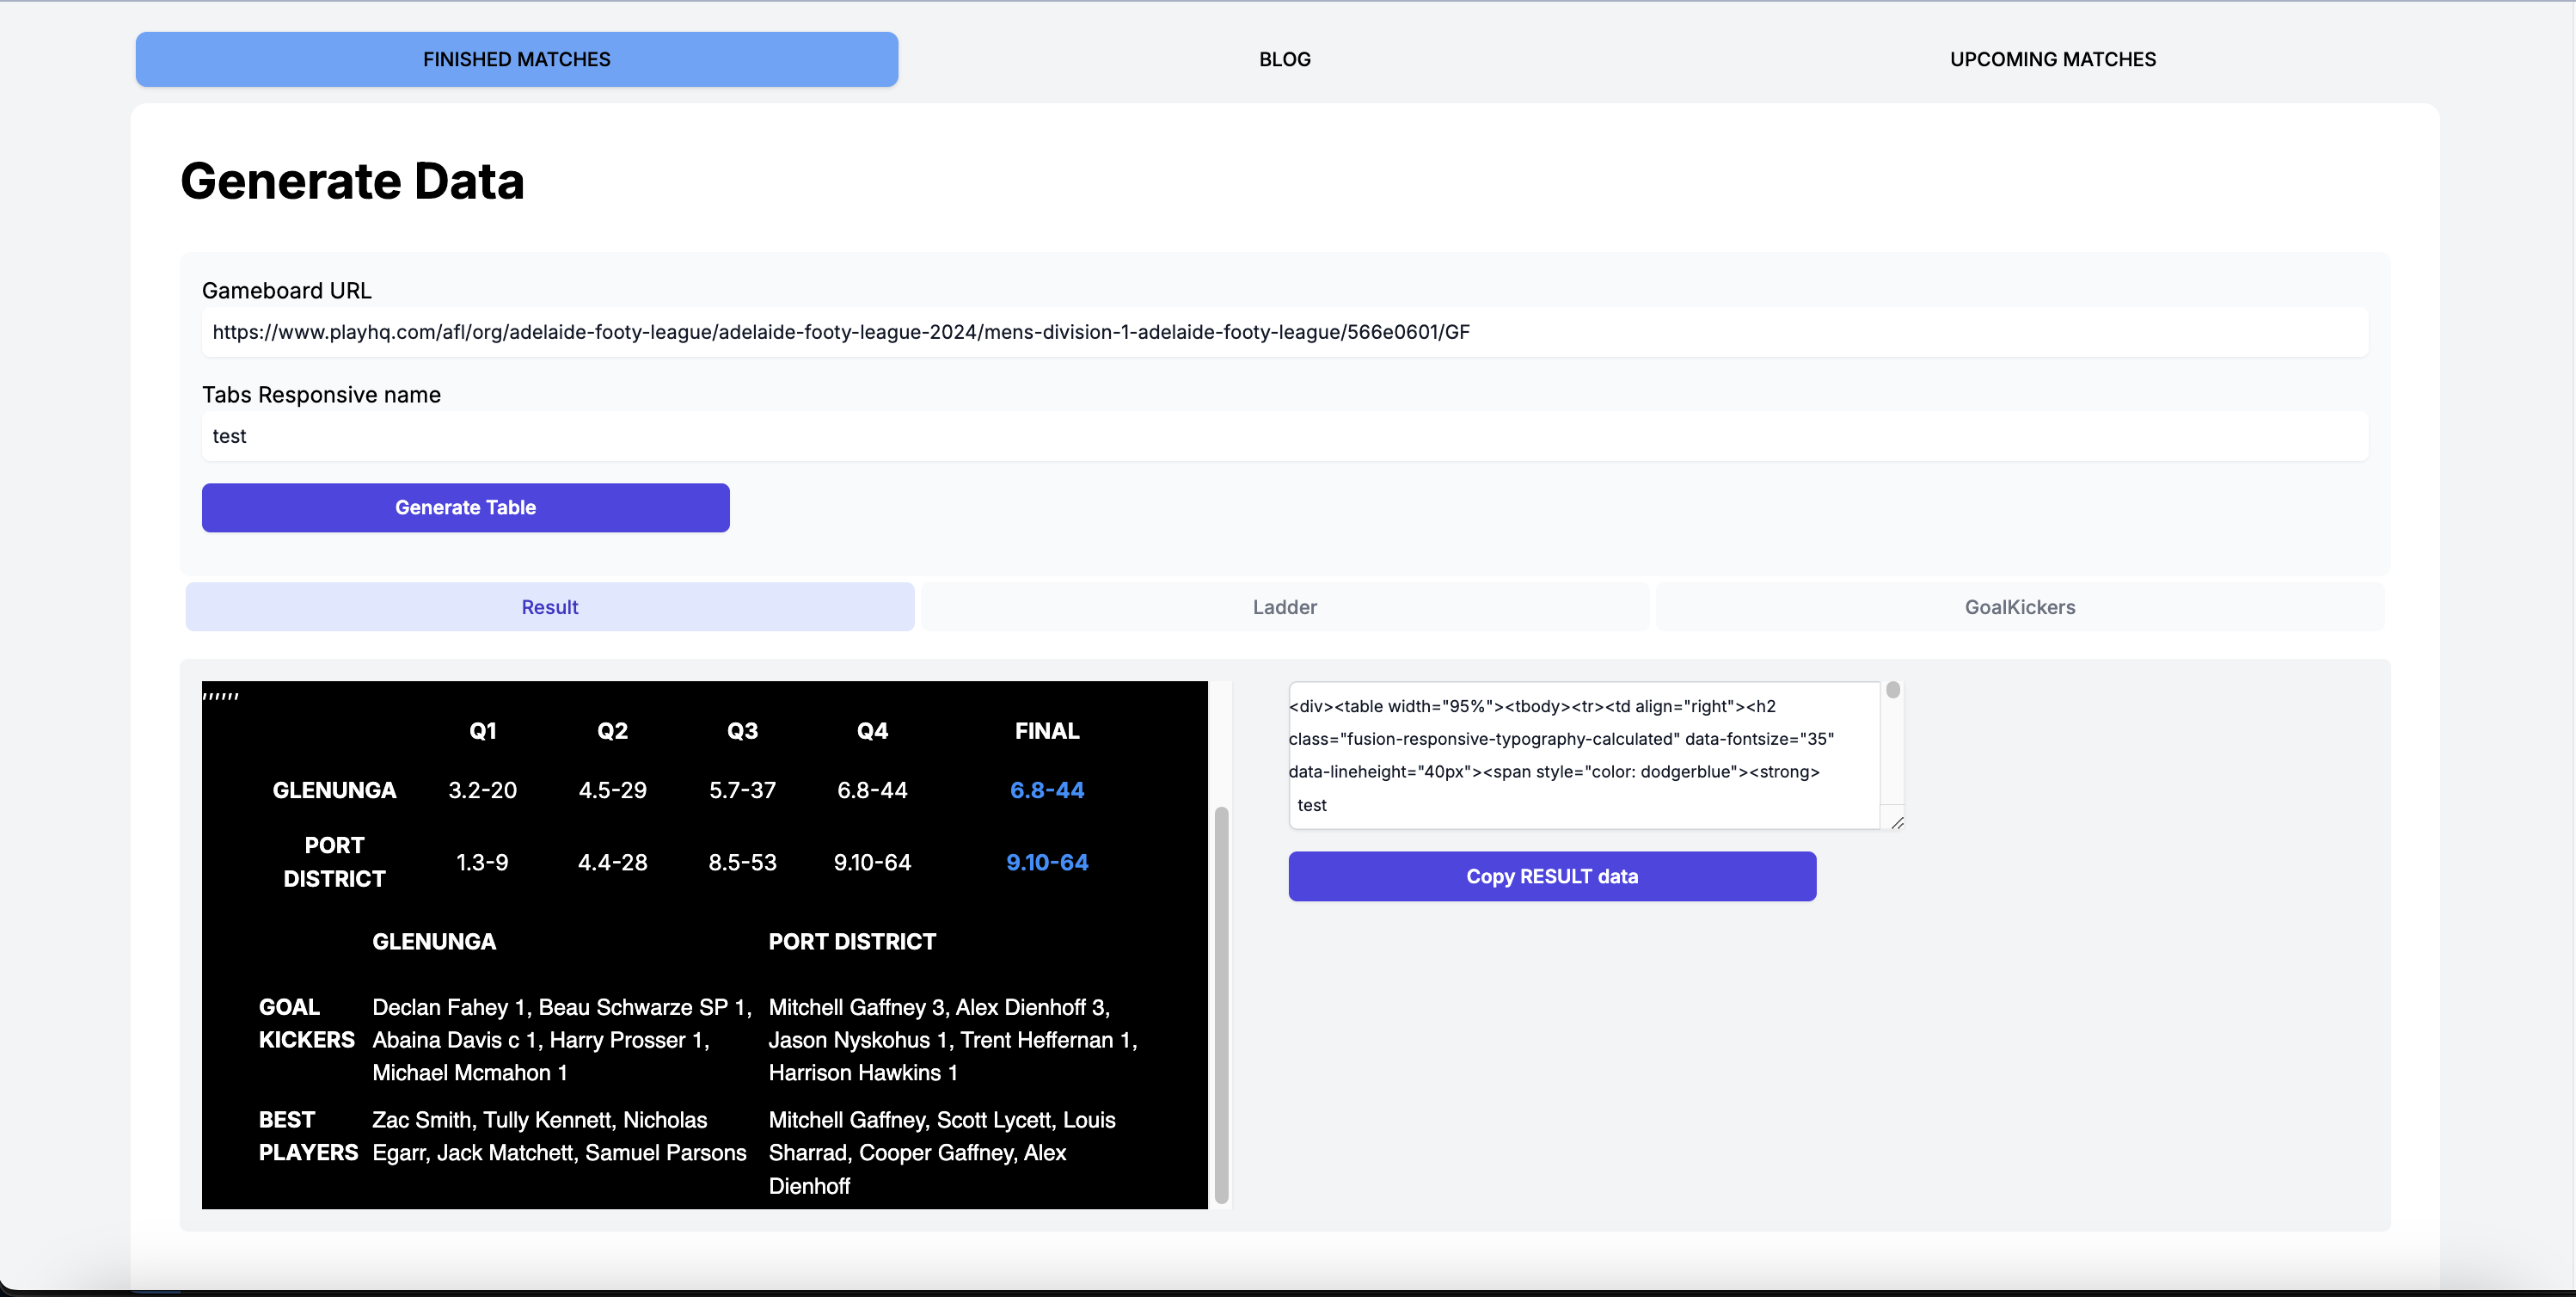 FINISHED MATCHES BLOG UPCOMING MATCHES
Generate Data
Gameboard URL
https://www.playhq.com/afl/org/adelaide-footy-league/adelaide-footy-league-2024/mens-division-1-adelaide-footy-league/566e0601/GF
Tabs Responsive name
test
Generate Table
Result Ladder GoalKickers
,,,,,,
Q1 Q2 Q3 Q4 FINAL
GLENUNGA 3.2-20 4.5-29 5.7-37 6.8-44 6.8-44
PORT
DISTRICT 1.3-9 4.4-28 8.5-53 9.10-64 9.10-64
GLENUNGA PORT DISTRICT
GOAL Declan Fahey 1, Beau Schwarze SP 1, Mitchell Gaffney 3, Alex Dienhoff 3,
KICKERS Abaina Davis c 1, Harry Prosser 1, Jason Nyskohus 1, Trent Heffernan 1,
Michael Mcmahon 1 Harrison Hawkins 1
BEST Zac Smith, Tully Kennett, Nicholas Mitchell Gaffney, Scott Lycett, Louis
PLAYERS Egarr, Jack Matchett, Samuel Parsons Sharrad, Cooper Gaffney, Alex
Dienhoff
<div><table width="95%"><tbody><tr><td align="right"><h2
class="fusion-responsive-typography-calculated" data-fontsize="35"
data-lineheight="40px"><span style="color: dodgerblue"><strong>
test
Copy RESULT data